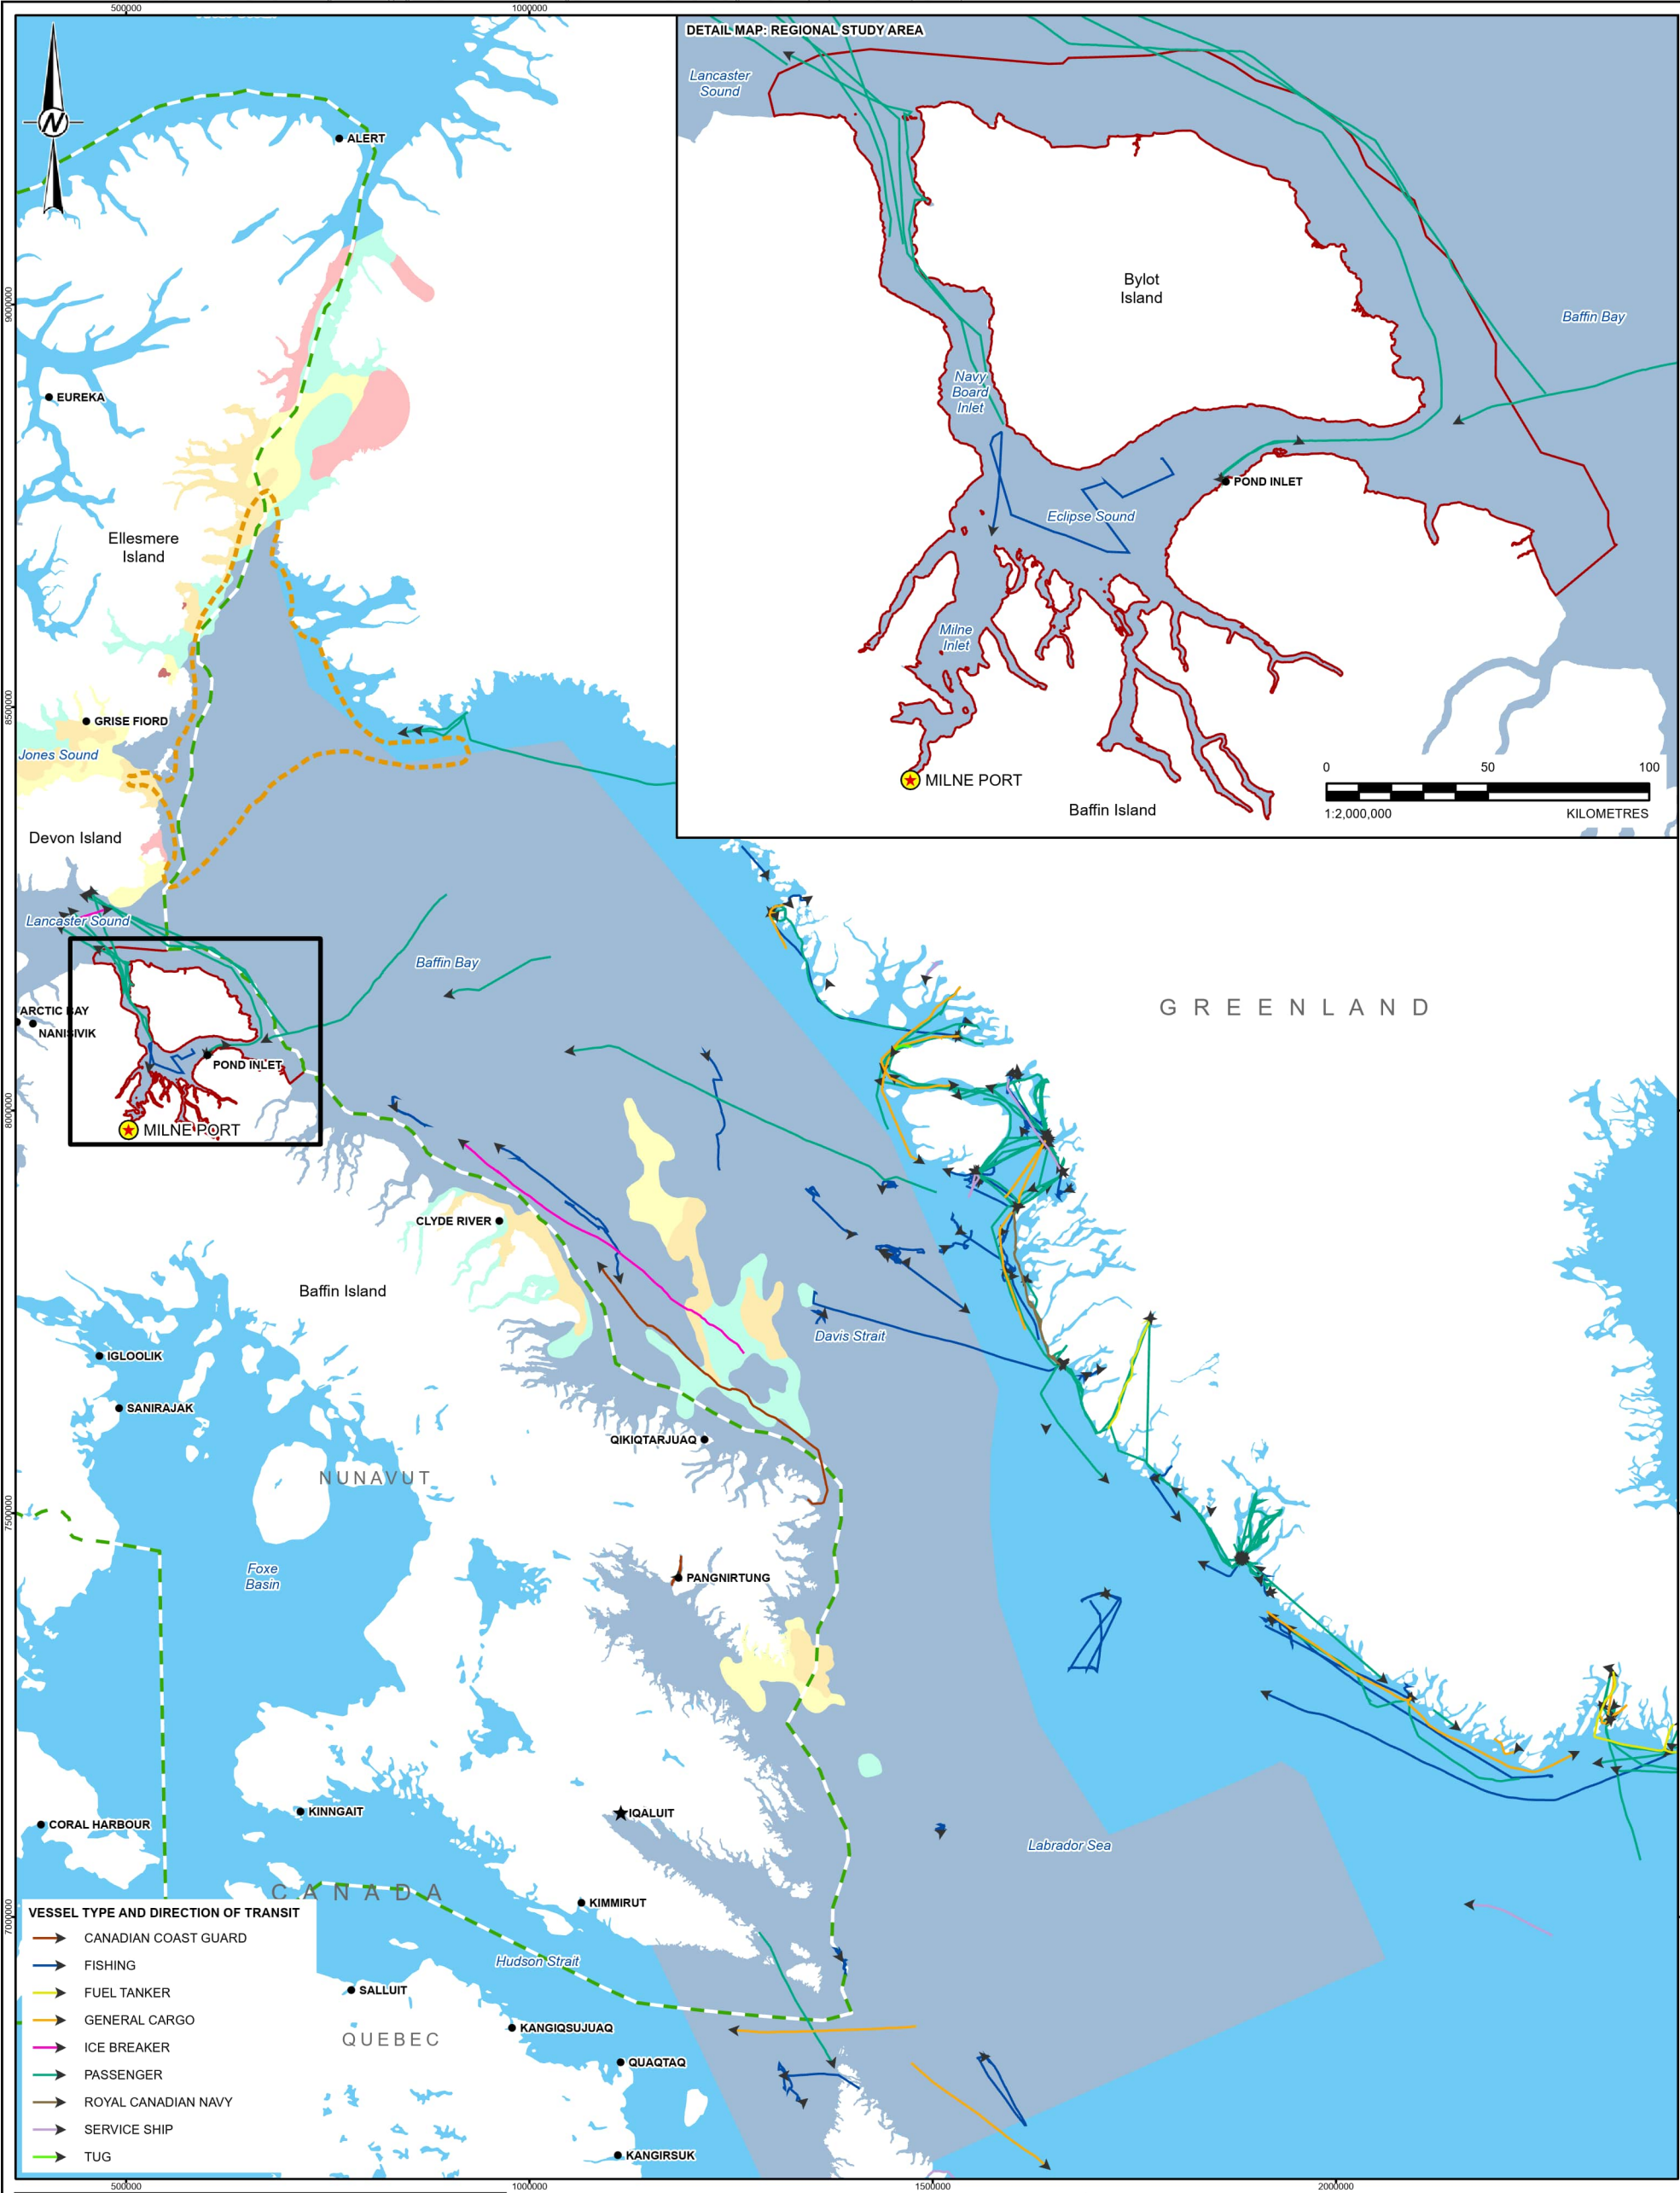 500000
1000000
DETAIL MAP: REGIONAL STUDY AREA
Lancaster
Sound
Bylot
Island
Baffin Bay
Navy
Board
Inlet
POND INLET
Eclipse Sound
Milne
Inlet
MILNE PORT
Baffin Island
0
50
100
1:2,000,000
KILOMETRES
N
ALERT
9000000
EUREKA
Ellesmere
Island
8500000
GRISE FIORD
Jones Sound
Devon Island
Lancaster Sound
Baffin Bay
GREENLAND
ARCTIC BAY
NANISIVIK
POND INLET
8000000
MILNE PORT
CLYDE RIVER
Baffin Island
Davis Strait
IGLOOLIK
SANIRAJAK
QIKIQTARJUAQ
NUNAVUT
7500000
Foxe
Basin
PANGNIRTUNG
KINNGAIT
IQALUIT
CORAL HARBOUR
Labrador Sea
CANADA
KIMMIRUT
7000000
Hudson Strait
SALLUIT
KANGIQSUJUAQ
QUEBEC
QUAQTAQ
KANGIRSUK
VESSEL TYPE AND DIRECTION OF TRANSIT
CANADIAN COAST GUARD
FISHING
FUEL TANKER
GENERAL CARGO
ICE BREAKER
PASSENGER
ROYAL CANADIAN NAVY
SERVICE SHIP
TUG
500000
1000000
1500000
2000000